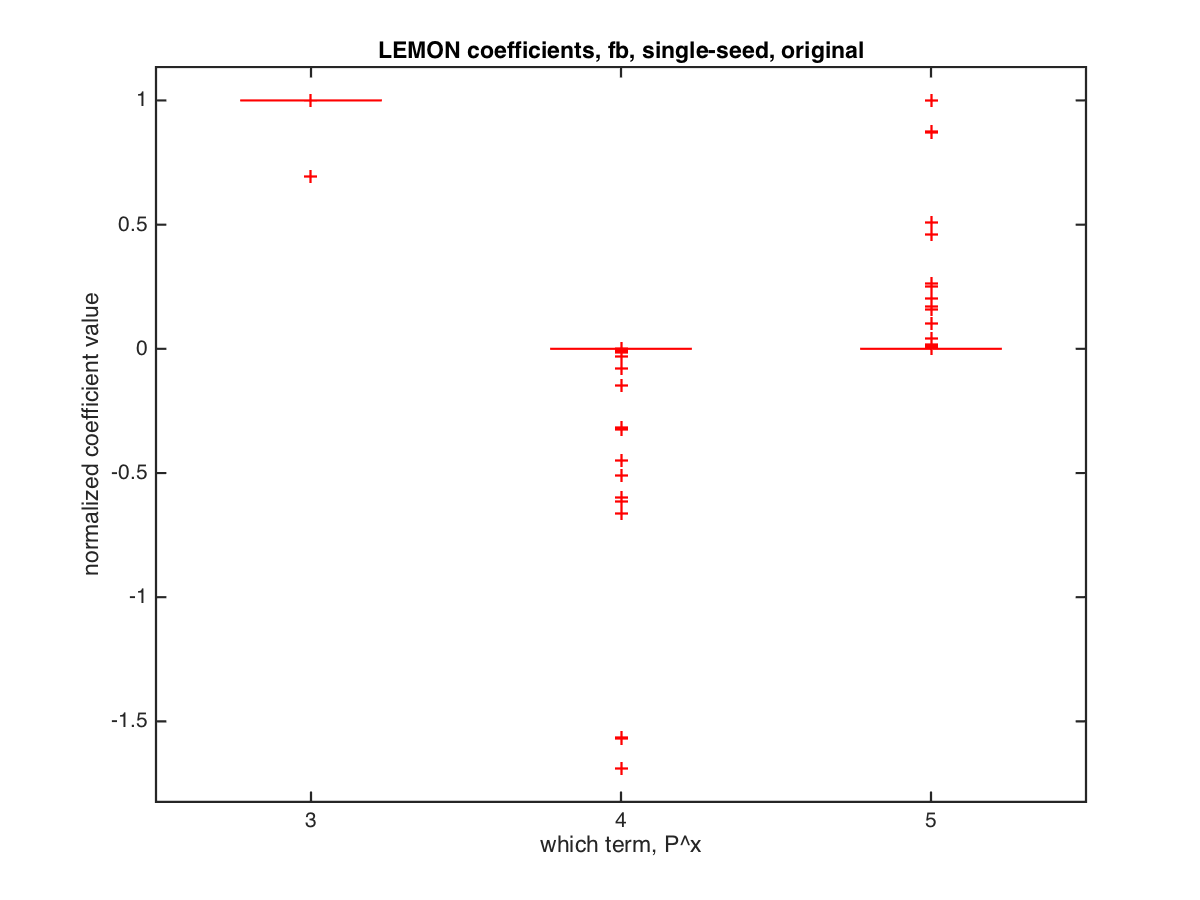 LEMON coefficients, fb, single-seed, original
1
0.5
0
-0.5
-1
-1.5
normalized coefficient value
3 4 5
which term, P^x